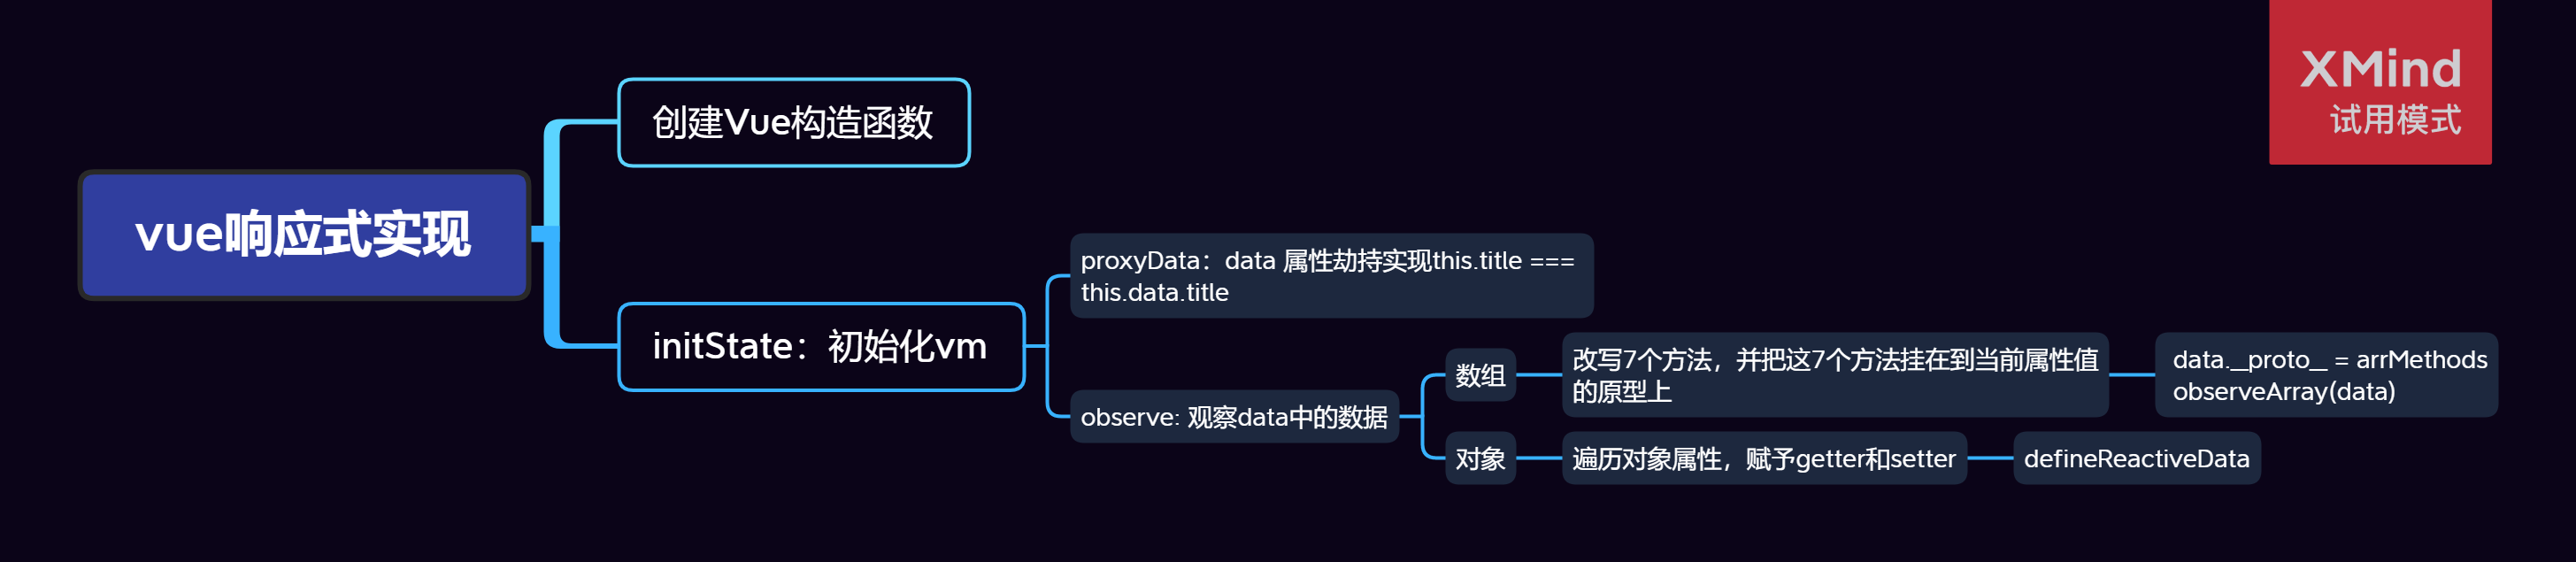 XMind
试用模式
vue响应式实现
创建Vue构造函数
initState：初始化vm
proxyData：data 属性劫持实现this.title ===
this.data.title
observe: 观察data中的数据
数组
改写7个方法，并把这7个方法挂在到当前属性值
的原型上
data.__proto__ = arrMethods
observeArray(data)
对象
遍历对象属性，赋予getter和setter
defineReactiveData